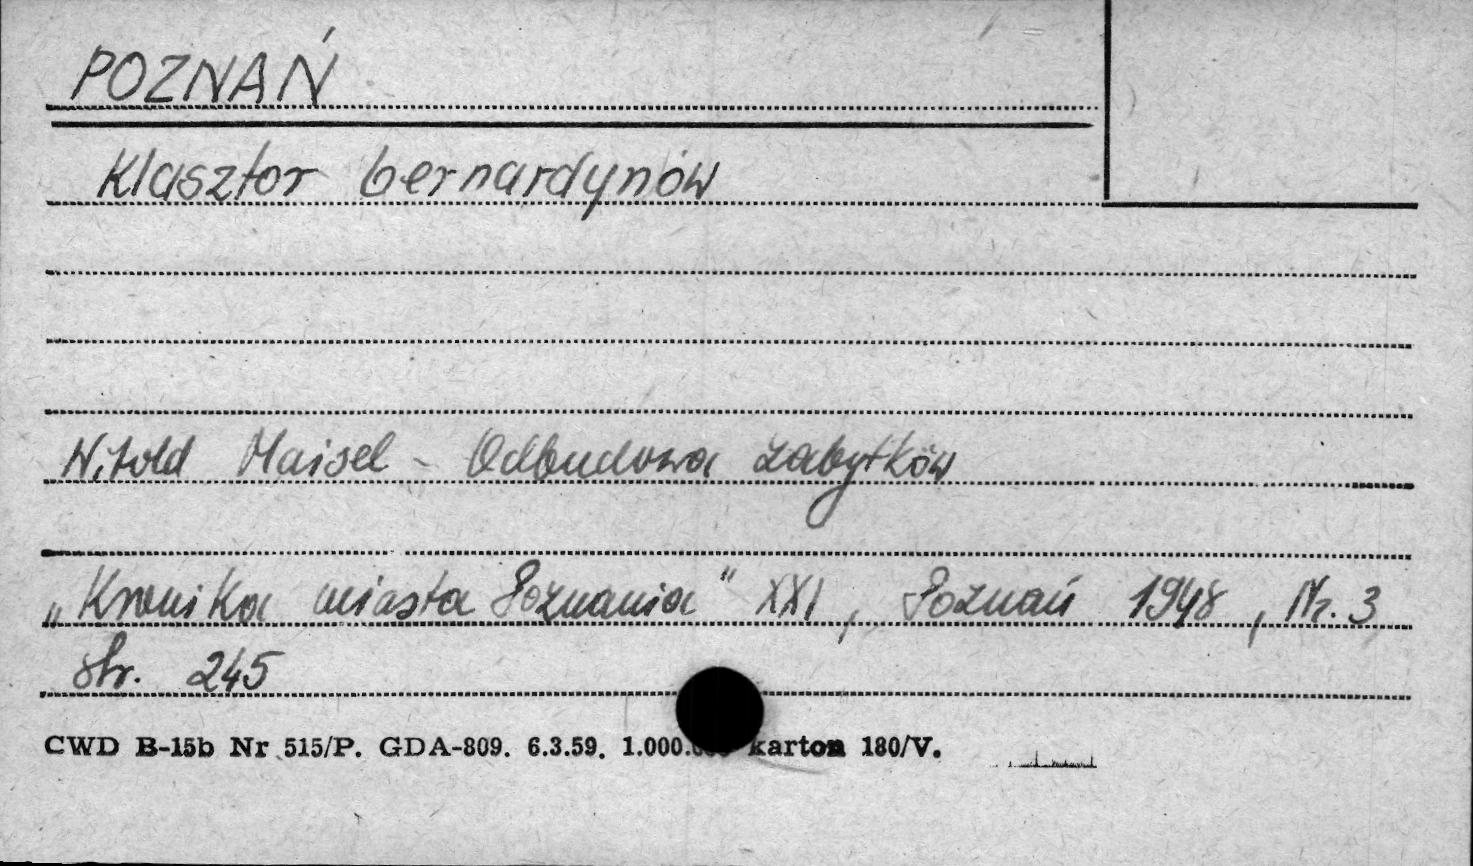 POZNAŃ
Klasztor bernardynów
Witold Maisel - Odbudowa zabytków
„Kronika miasta Poznania" XXI, Poznań 1948, Nr. 3
str. 245
CWD B-15b Nr 515/P. GDA-809. 6.3.59. 1.000. karton 180/V.